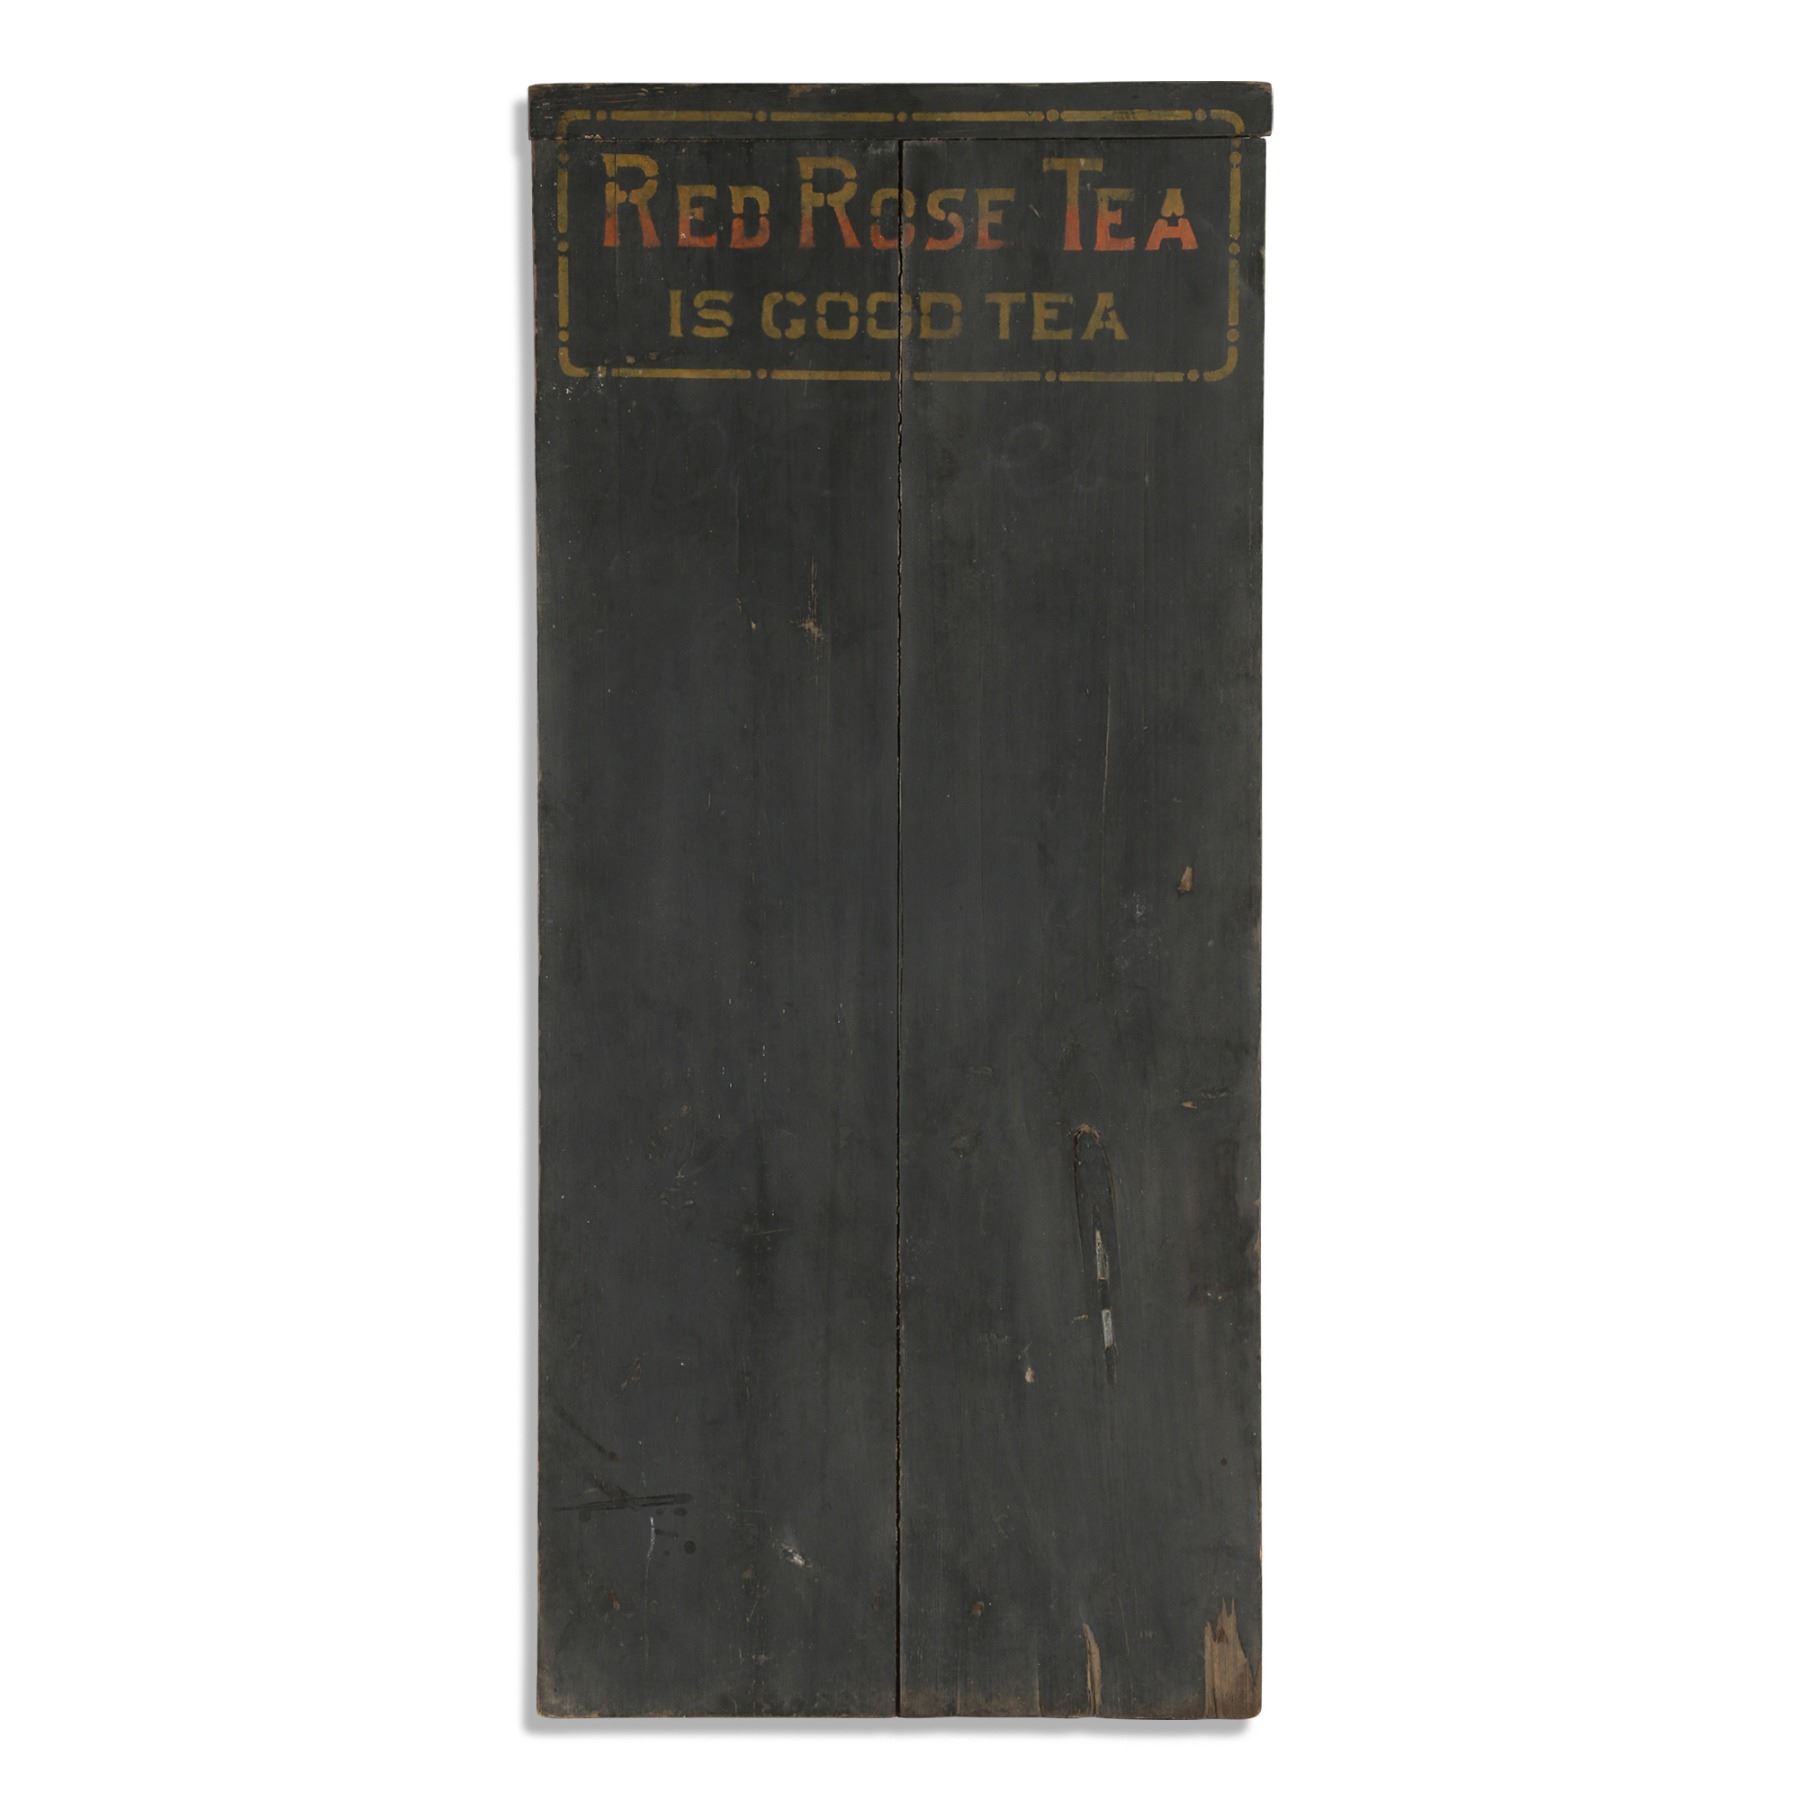 RED ROSE TEA
IS GOOD TEA